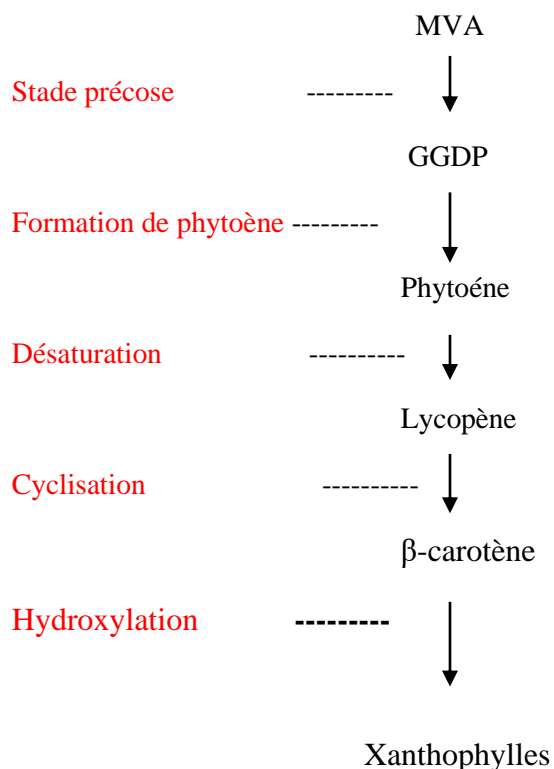 MVA
Stade précose ---------
GGDP
Formation de phytoène ---------
Phytoéne
Désaturation ----------
Lycopène
Cyclisation ----------
β-carotène
Hydroxylation ---------
Xanthophylles